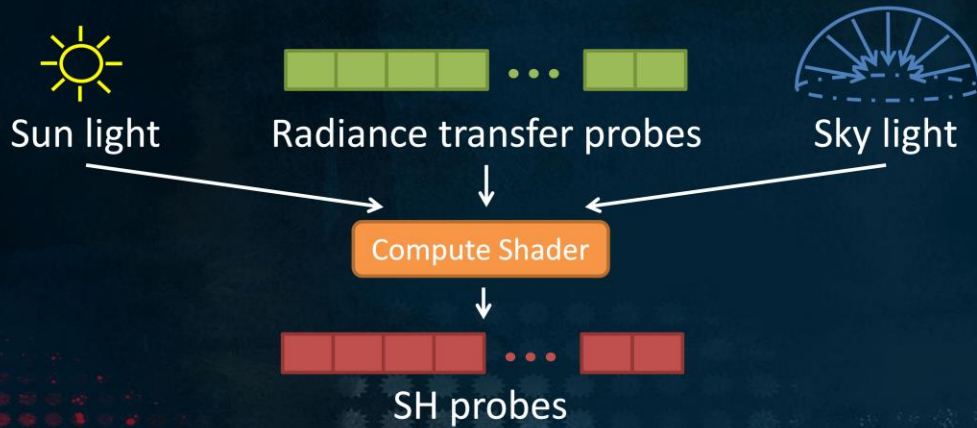 Sun light
Radiance transfer probes
Sky light
Compute Shader
SH probes